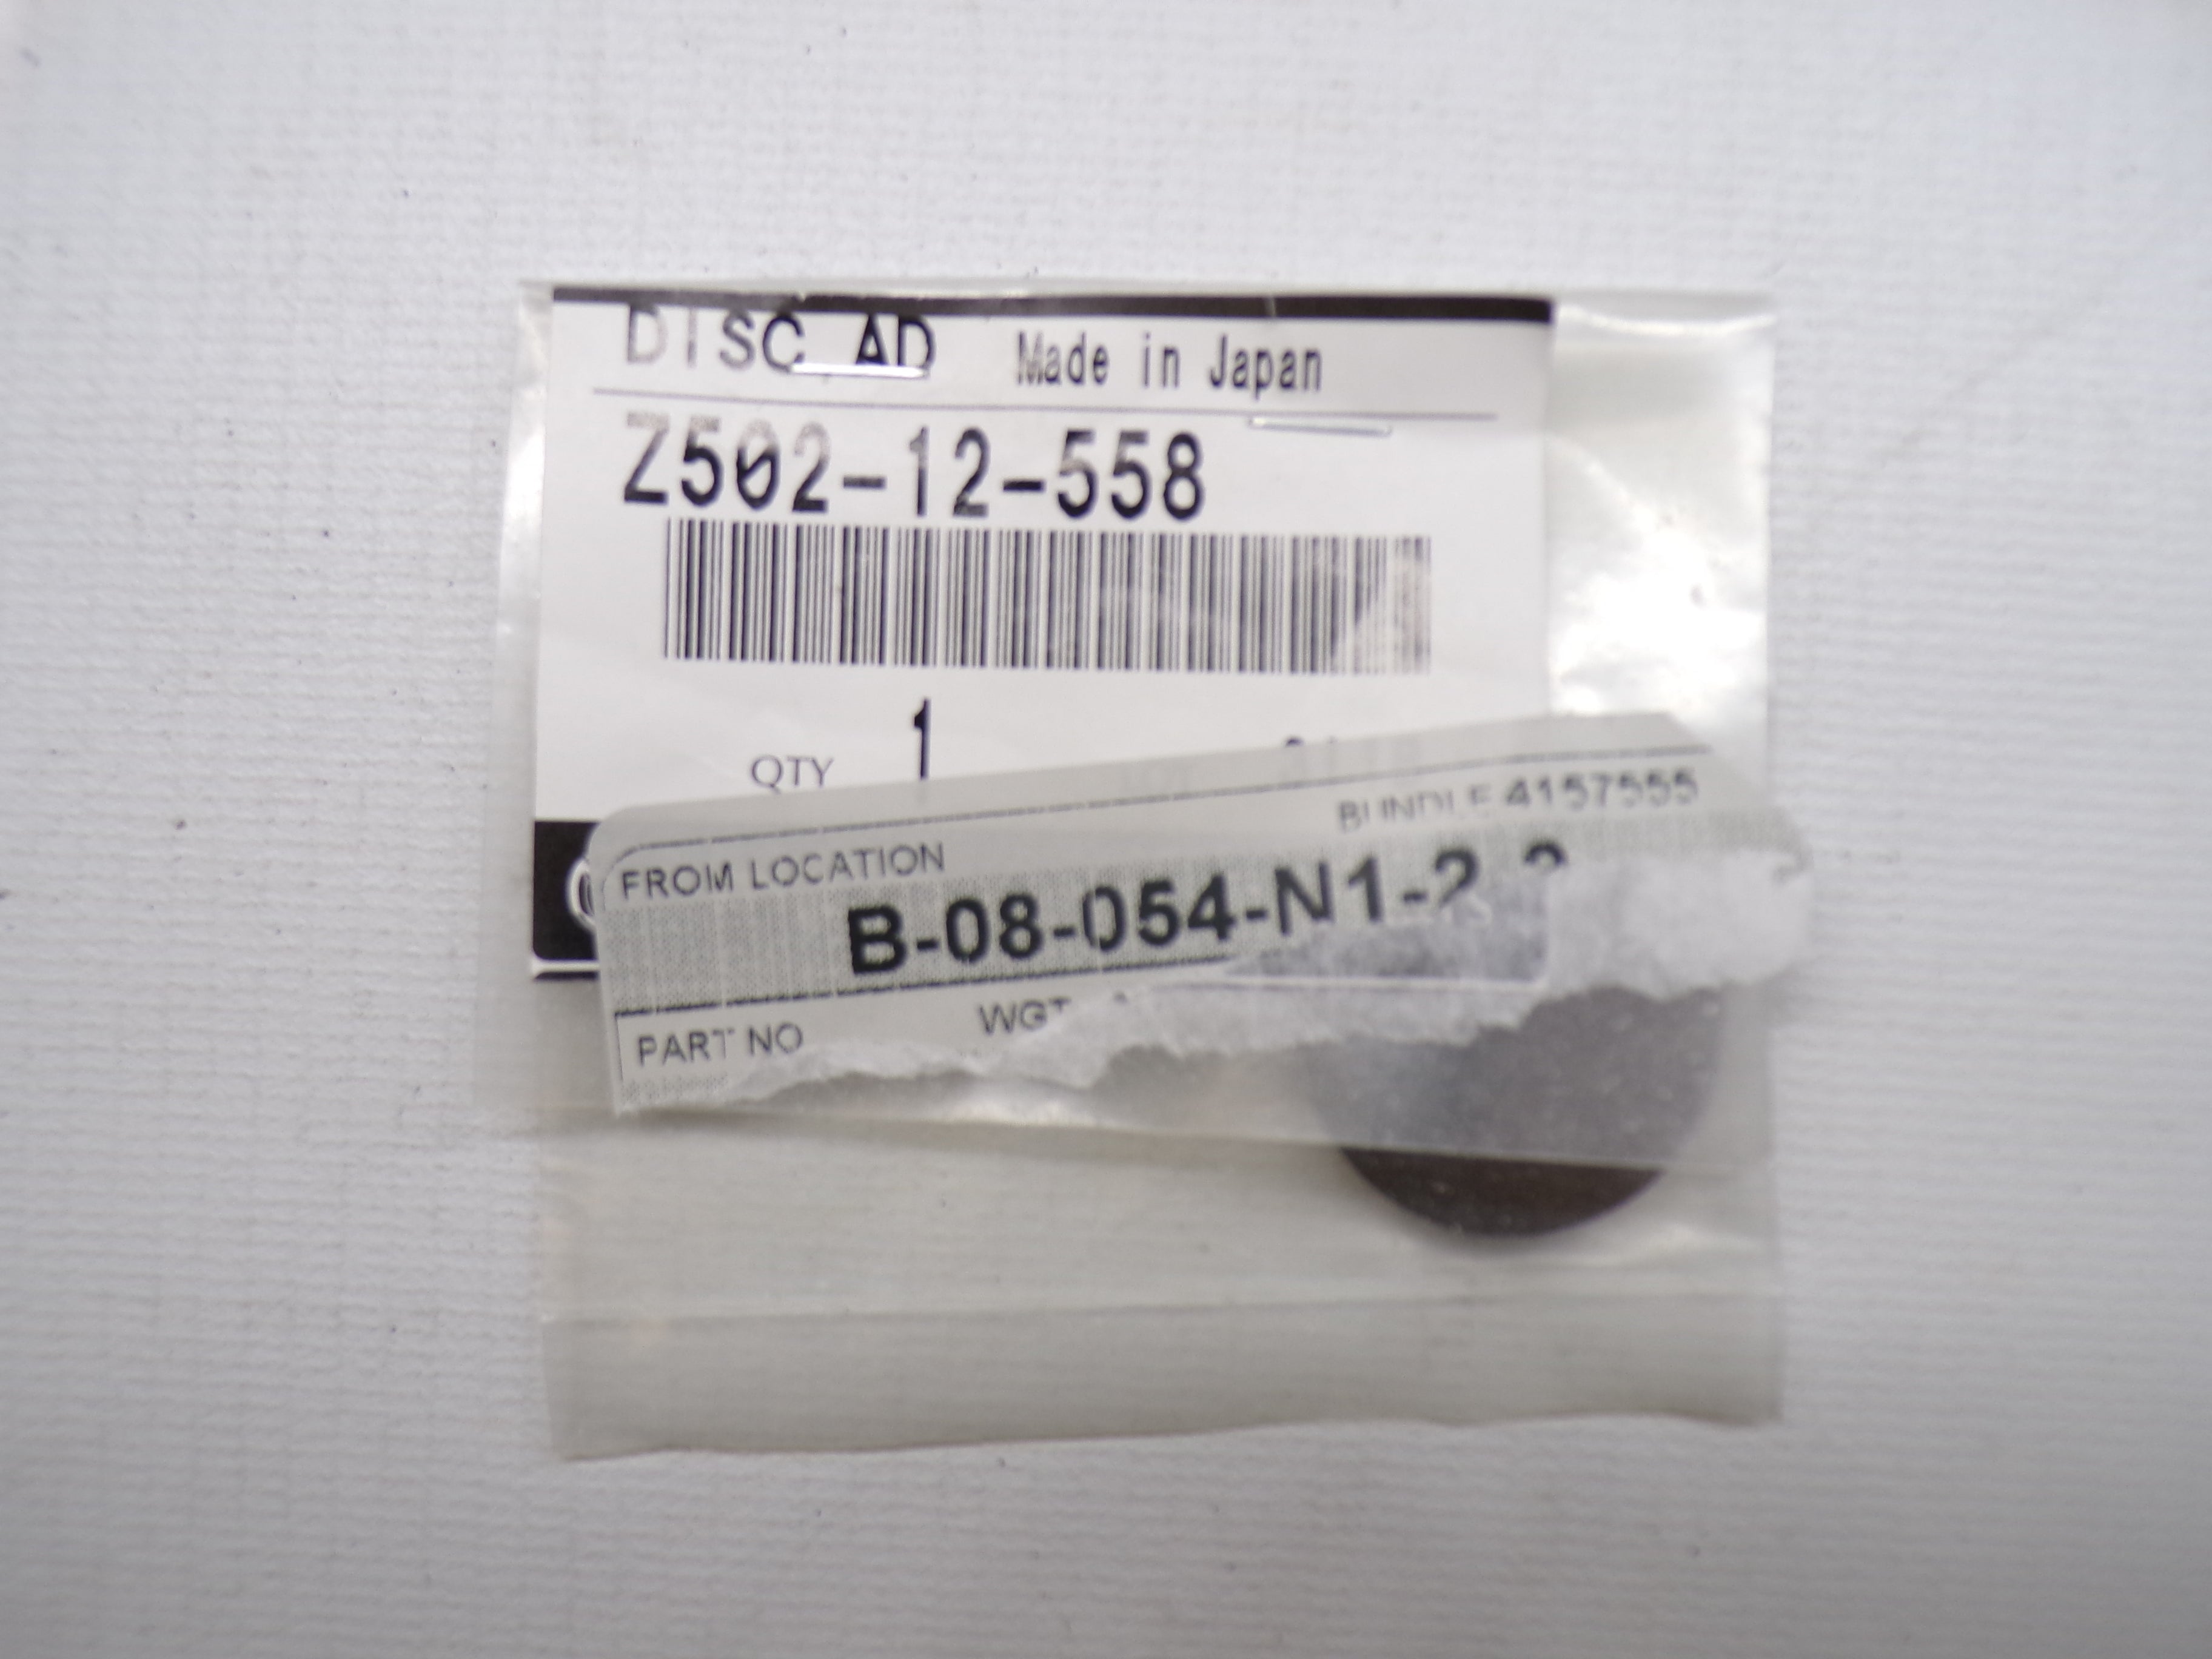 DISC,AD Made in Japan
Z502-12-558
QTY 1
BUNDLE 4157555
FROM LOCATION
B-08-054-N1-2
PART NO WGT